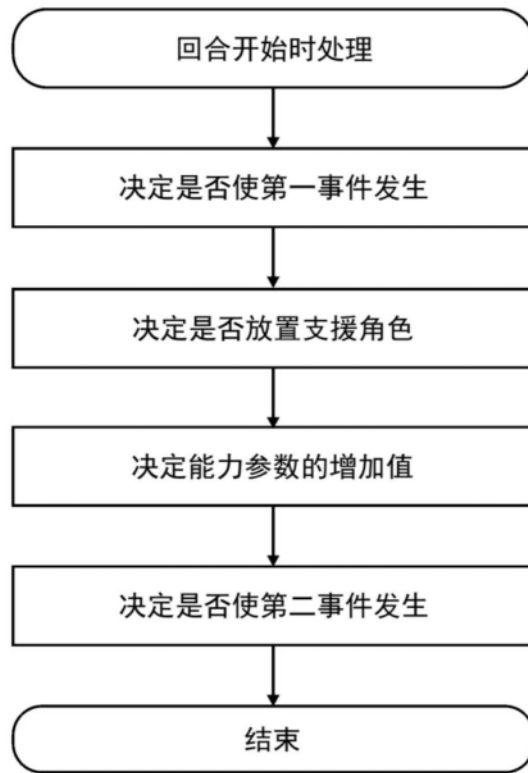 回合开始时处理
决定是否使第一事件发生
决定是否放置支援角色
决定能力参数的增加值
决定是否使第二事件发生
结束